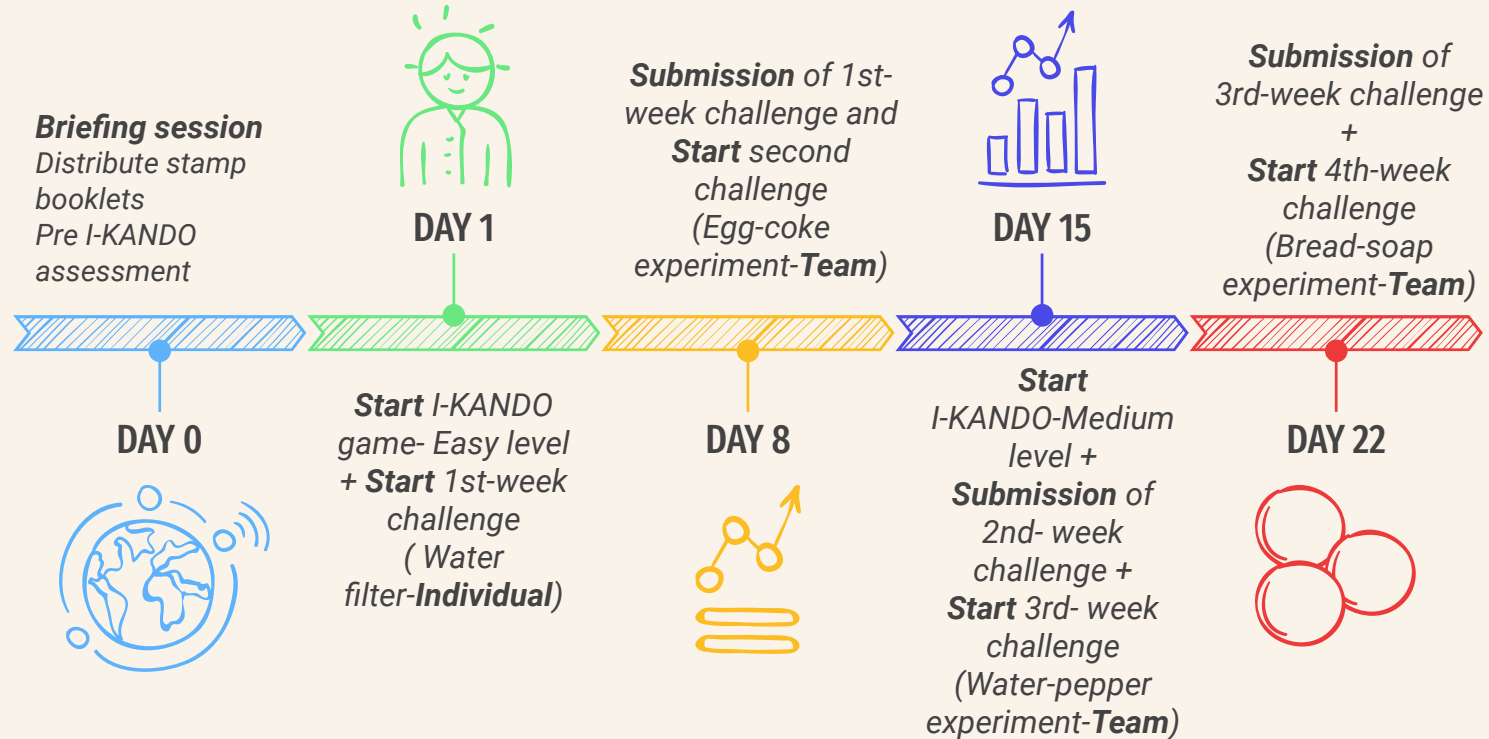 Briefing session
Distribute stamp
booklets
Pre I-KANDO
assessment
DAY 0
DAY 1
Start I-KANDO
game- Easy level
+ Start 1st-week
challenge
( Water
filter-Individual)
Submission of 1st-
week challenge and
Start second
challenge
(Egg-coke
experiment-Team)
DAY 8
DAY 15
Start
I-KANDO-Medium
level +
Submission of
2nd- week
challenge +
Start 3rd- week
challenge
(Water-pepper
experiment-Team)
Submission of
3rd-week challenge
+
Start 4th-week
challenge
(Bread-soap
experiment-Team)
DAY 22